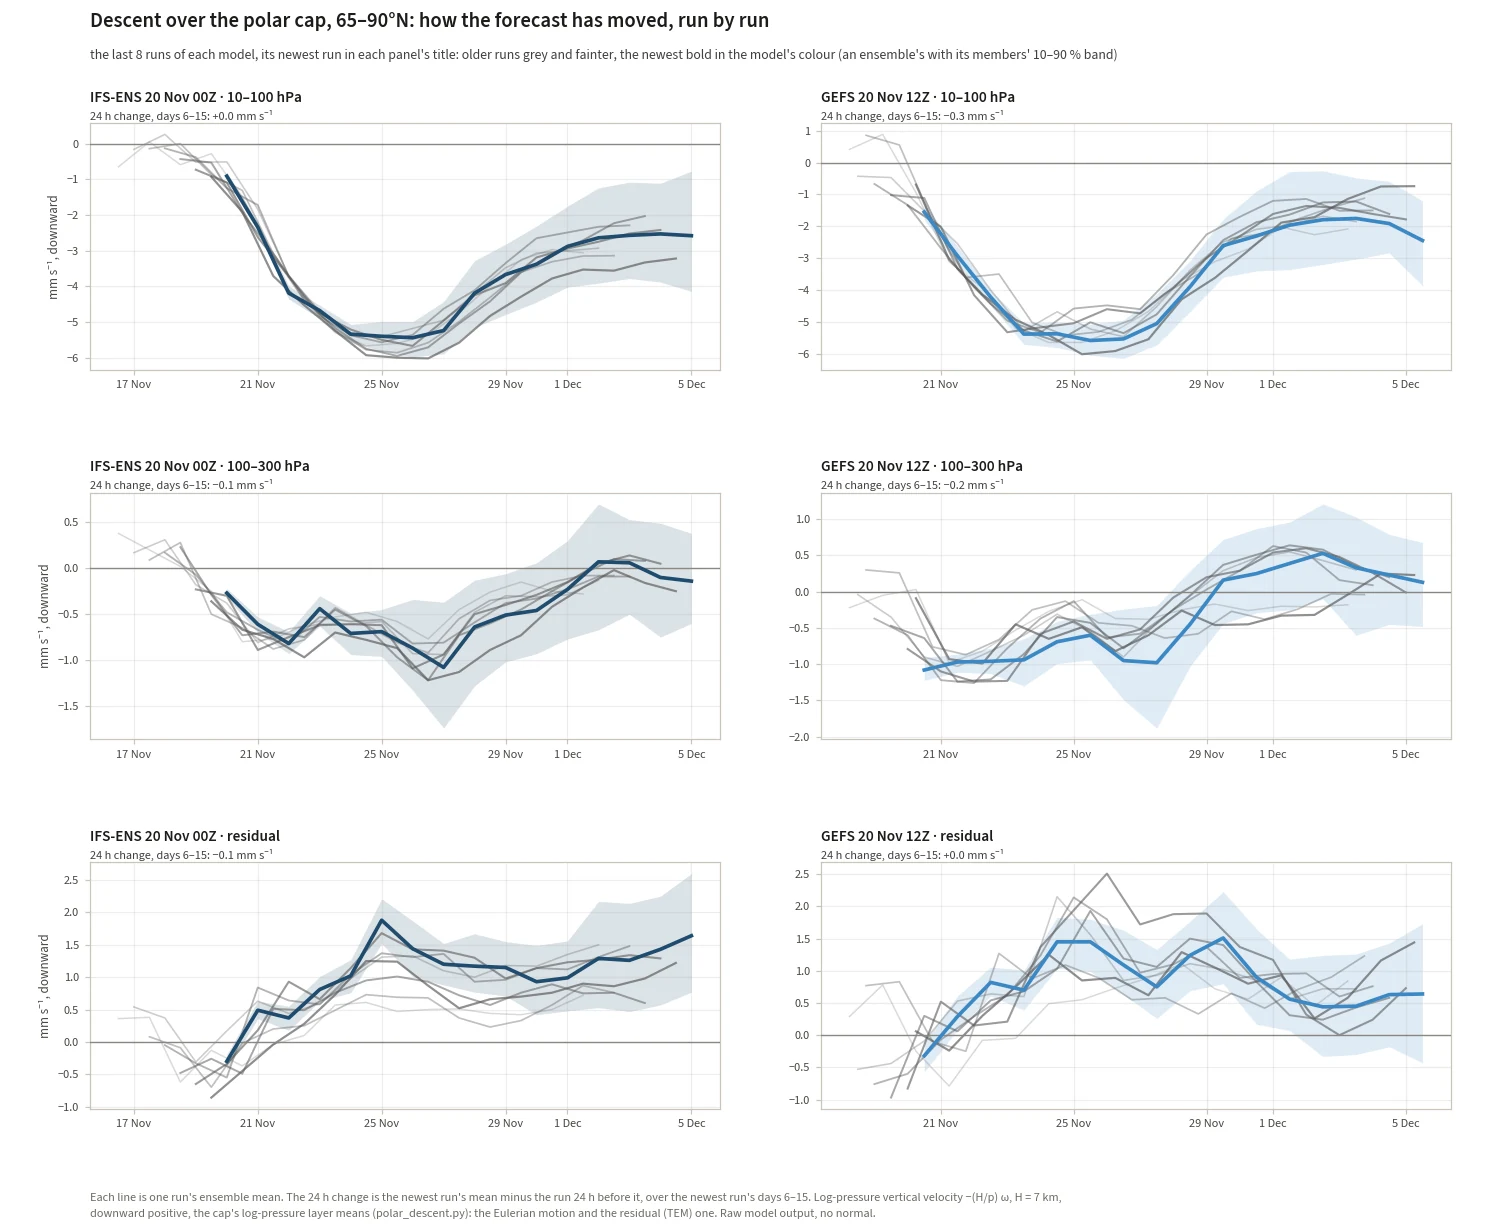 Descent over the polar cap, 65–90°N: how the forecast has moved, run by run
the last 8 runs of each model, its newest run in each panel's title: older runs grey and fainter, the newest bold in the model's colour (an ensemble's with its members' 10–90 % band)
IFS-ENS 20 Nov 00Z · 10–100 hPa
24 h change, days 6–15: +0.0 mm s⁻¹
0
−1
−2
−3
−4
−5
−6
mm s⁻¹, downward
17 Nov
21 Nov
25 Nov
29 Nov
1 Dec
5 Dec
GEFS 20 Nov 12Z · 10–100 hPa
24 h change, days 6–15: −0.3 mm s⁻¹
1
0
−1
−2
−3
−4
−5
−6
21 Nov
25 Nov
29 Nov
1 Dec
5 Dec
IFS-ENS 20 Nov 00Z · 100–300 hPa
24 h change, days 6–15: −0.1 mm s⁻¹
0.5
0.0
−0.5
−1.0
−1.5
mm s⁻¹, downward
17 Nov
21 Nov
25 Nov
29 Nov
1 Dec
5 Dec
GEFS 20 Nov 12Z · 100–300 hPa
24 h change, days 6–15: −0.2 mm s⁻¹
1.0
0.5
0.0
−0.5
−1.0
−1.5
−2.0
21 Nov
25 Nov
29 Nov
1 Dec
5 Dec
IFS-ENS 20 Nov 00Z · residual
24 h change, days 6–15: −0.1 mm s⁻¹
2.5
2.0
1.5
1.0
0.5
0.0
−0.5
−1.0
mm s⁻¹, downward
17 Nov
21 Nov
25 Nov
29 Nov
1 Dec
5 Dec
GEFS 20 Nov 12Z · residual
24 h change, days 6–15: +0.0 mm s⁻¹
2.5
2.0
1.5
1.0
0.5
0.0
−0.5
−1.0
21 Nov
25 Nov
29 Nov
1 Dec
5 Dec
Each line is one run's ensemble mean. The 24 h change is the newest run's mean minus the run 24 h before it, over the newest run's days 6–15. Log-pressure vertical velocity −(H/p) ω, H = 7 km,
downward positive, the cap's log-pressure layer means (polar_descent.py): the Eulerian motion and the residual (TEM) one. Raw model output, no normal.